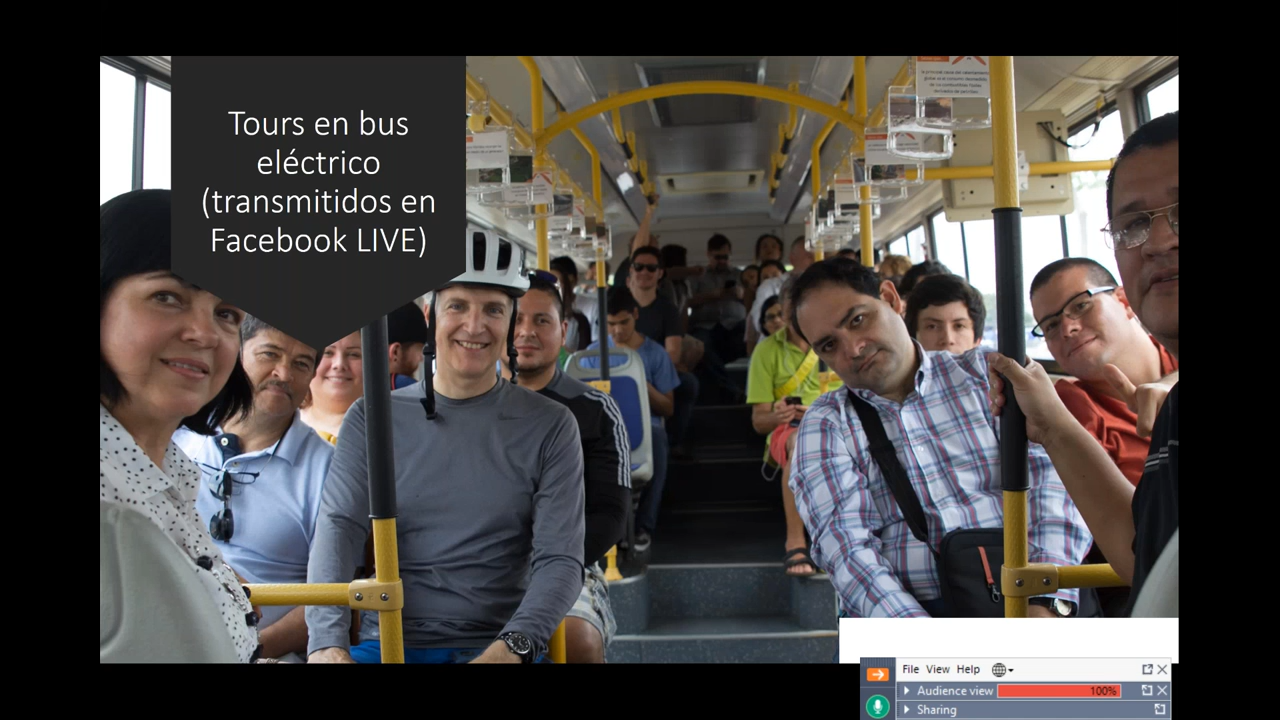 Tours en bus
eléctrico
(transmitidos en
Facebook LIVE)
File View Help
Audience view 100%
Sharing